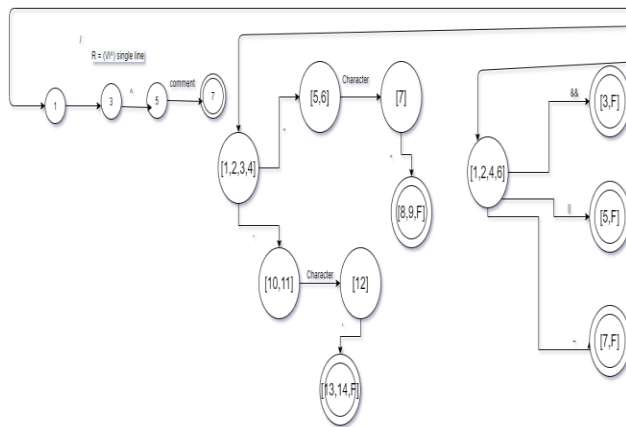 /
R = (V/^) single line
1
3
^
5
comment
7
[1,2,3,4]
[5,6]
Character
[7]
[8,9,F]
[10,11]
Character
[12]
[13,14,F]
[1,2,4,6]
&&
[3,F]
||
[5,F]
[7,F]